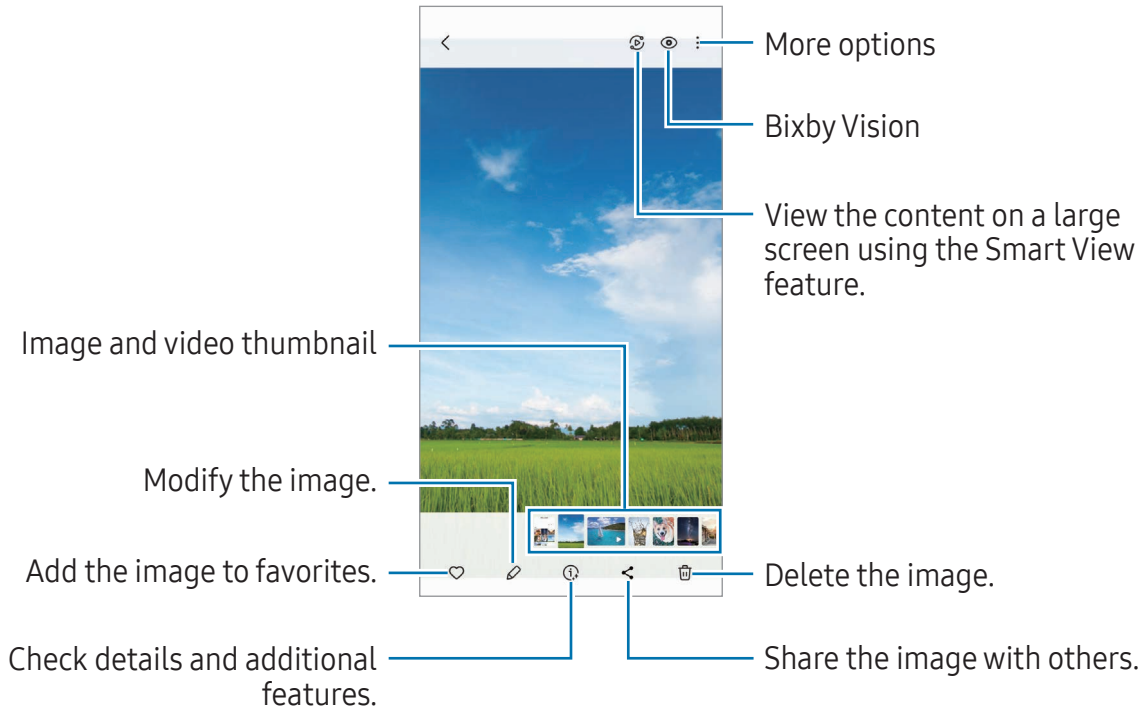 More options
Bixby Vision
View the content on a large
screen using the Smart View
feature.
Image and video thumbnail
Modify the image.
Add the image to favorites.
Delete the image.
Check details and additional
features.
Share the image with others.